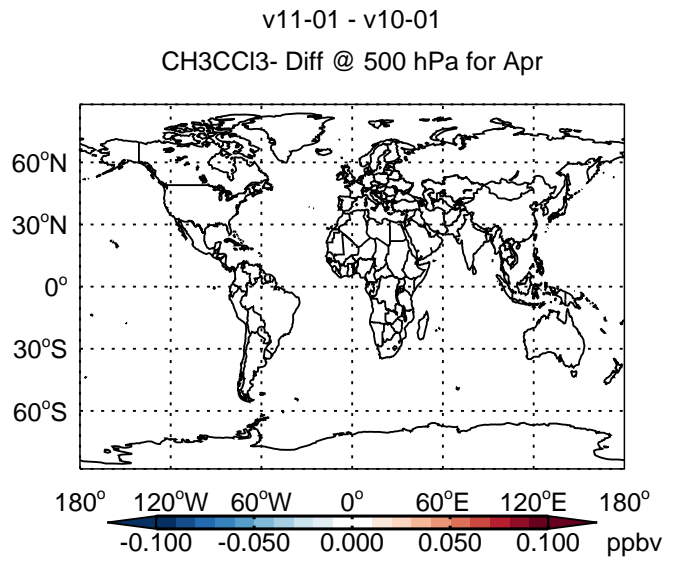 v11-01 - v10-01
CH3CCl3- Diff @ 500 hPa for Apr
60°N
30°N
0°
30°S
60°S
180° 120°W 60°W 0° 60°E 120°E 180°
-0.100 -0.050 0.000 0.050 0.100 ppbv